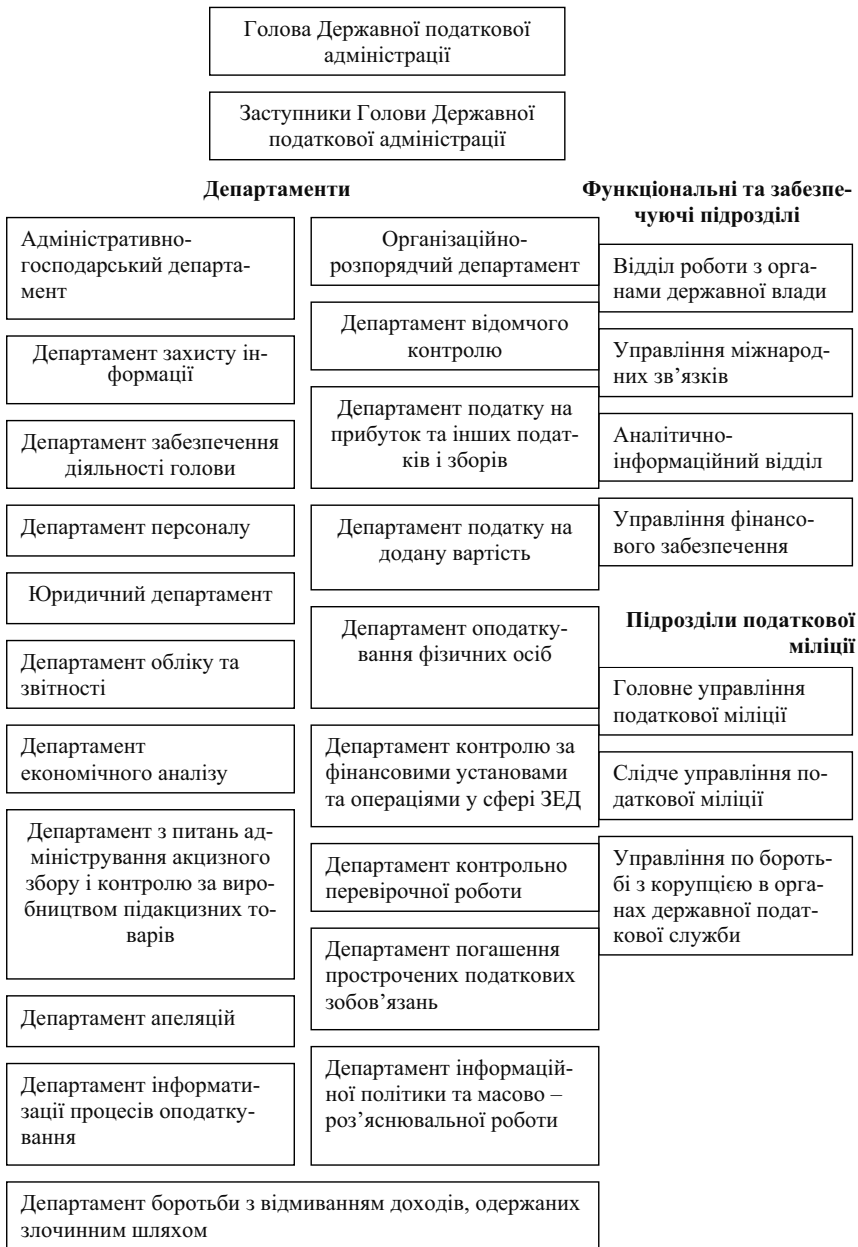 Голова Державної податкової
адміністрації
Заступники Голови Державної
податкової адміністрації
Департаменти
Адміністративно-
господарський департа-
мент
Департамент захисту ін-
формації
Департамент забезпечення
діяльності голови
Департамент персоналу
Юридичний департамент
Департамент обліку та
звітності
Департамент
економічного аналізу
Департамент з питань ад-
міністрування акцизного
збору і контролю за виро-
бництвом підакцизних то-
варів
Департамент апеляцій
Департамент інформати-
зації процесів оподатку-
вання
Організаційно-
розпорядчий департамент
Департамент відомчого
контролю
Департамент податку на
прибуток та інших подат-
ків і зборів
Департамент податку на
додану вартість
Департамент оподатку-
вання фізичних осіб
Департамент контролю за
фінансовими установами
та операціями у сфері ЗЕД
Департамент контрольно
перевірочної роботи
Департамент погашення
прострочених податкових
зобов’язань
Департамент інформацій-
ної політики та масово –
роз’яснювальної роботи
Департамент боротьби з відмиванням доходів, одержаних
злочинним шляхом
Функціональні та забезпе-
чуючі підрозділі
Відділ роботи з орга-
нами державної влади
Управління міжнарод-
них зв’язків
Аналітично-
інформаційний відділ
Управління фінансо-
вого забезпечення
Підрозділи податкової
міліції
Головне управління
податкової міліції
Слідче управління по-
даткової міліції
Управління по бороть-
бі з корупцією в орга-
нах державної подат-
кової служби